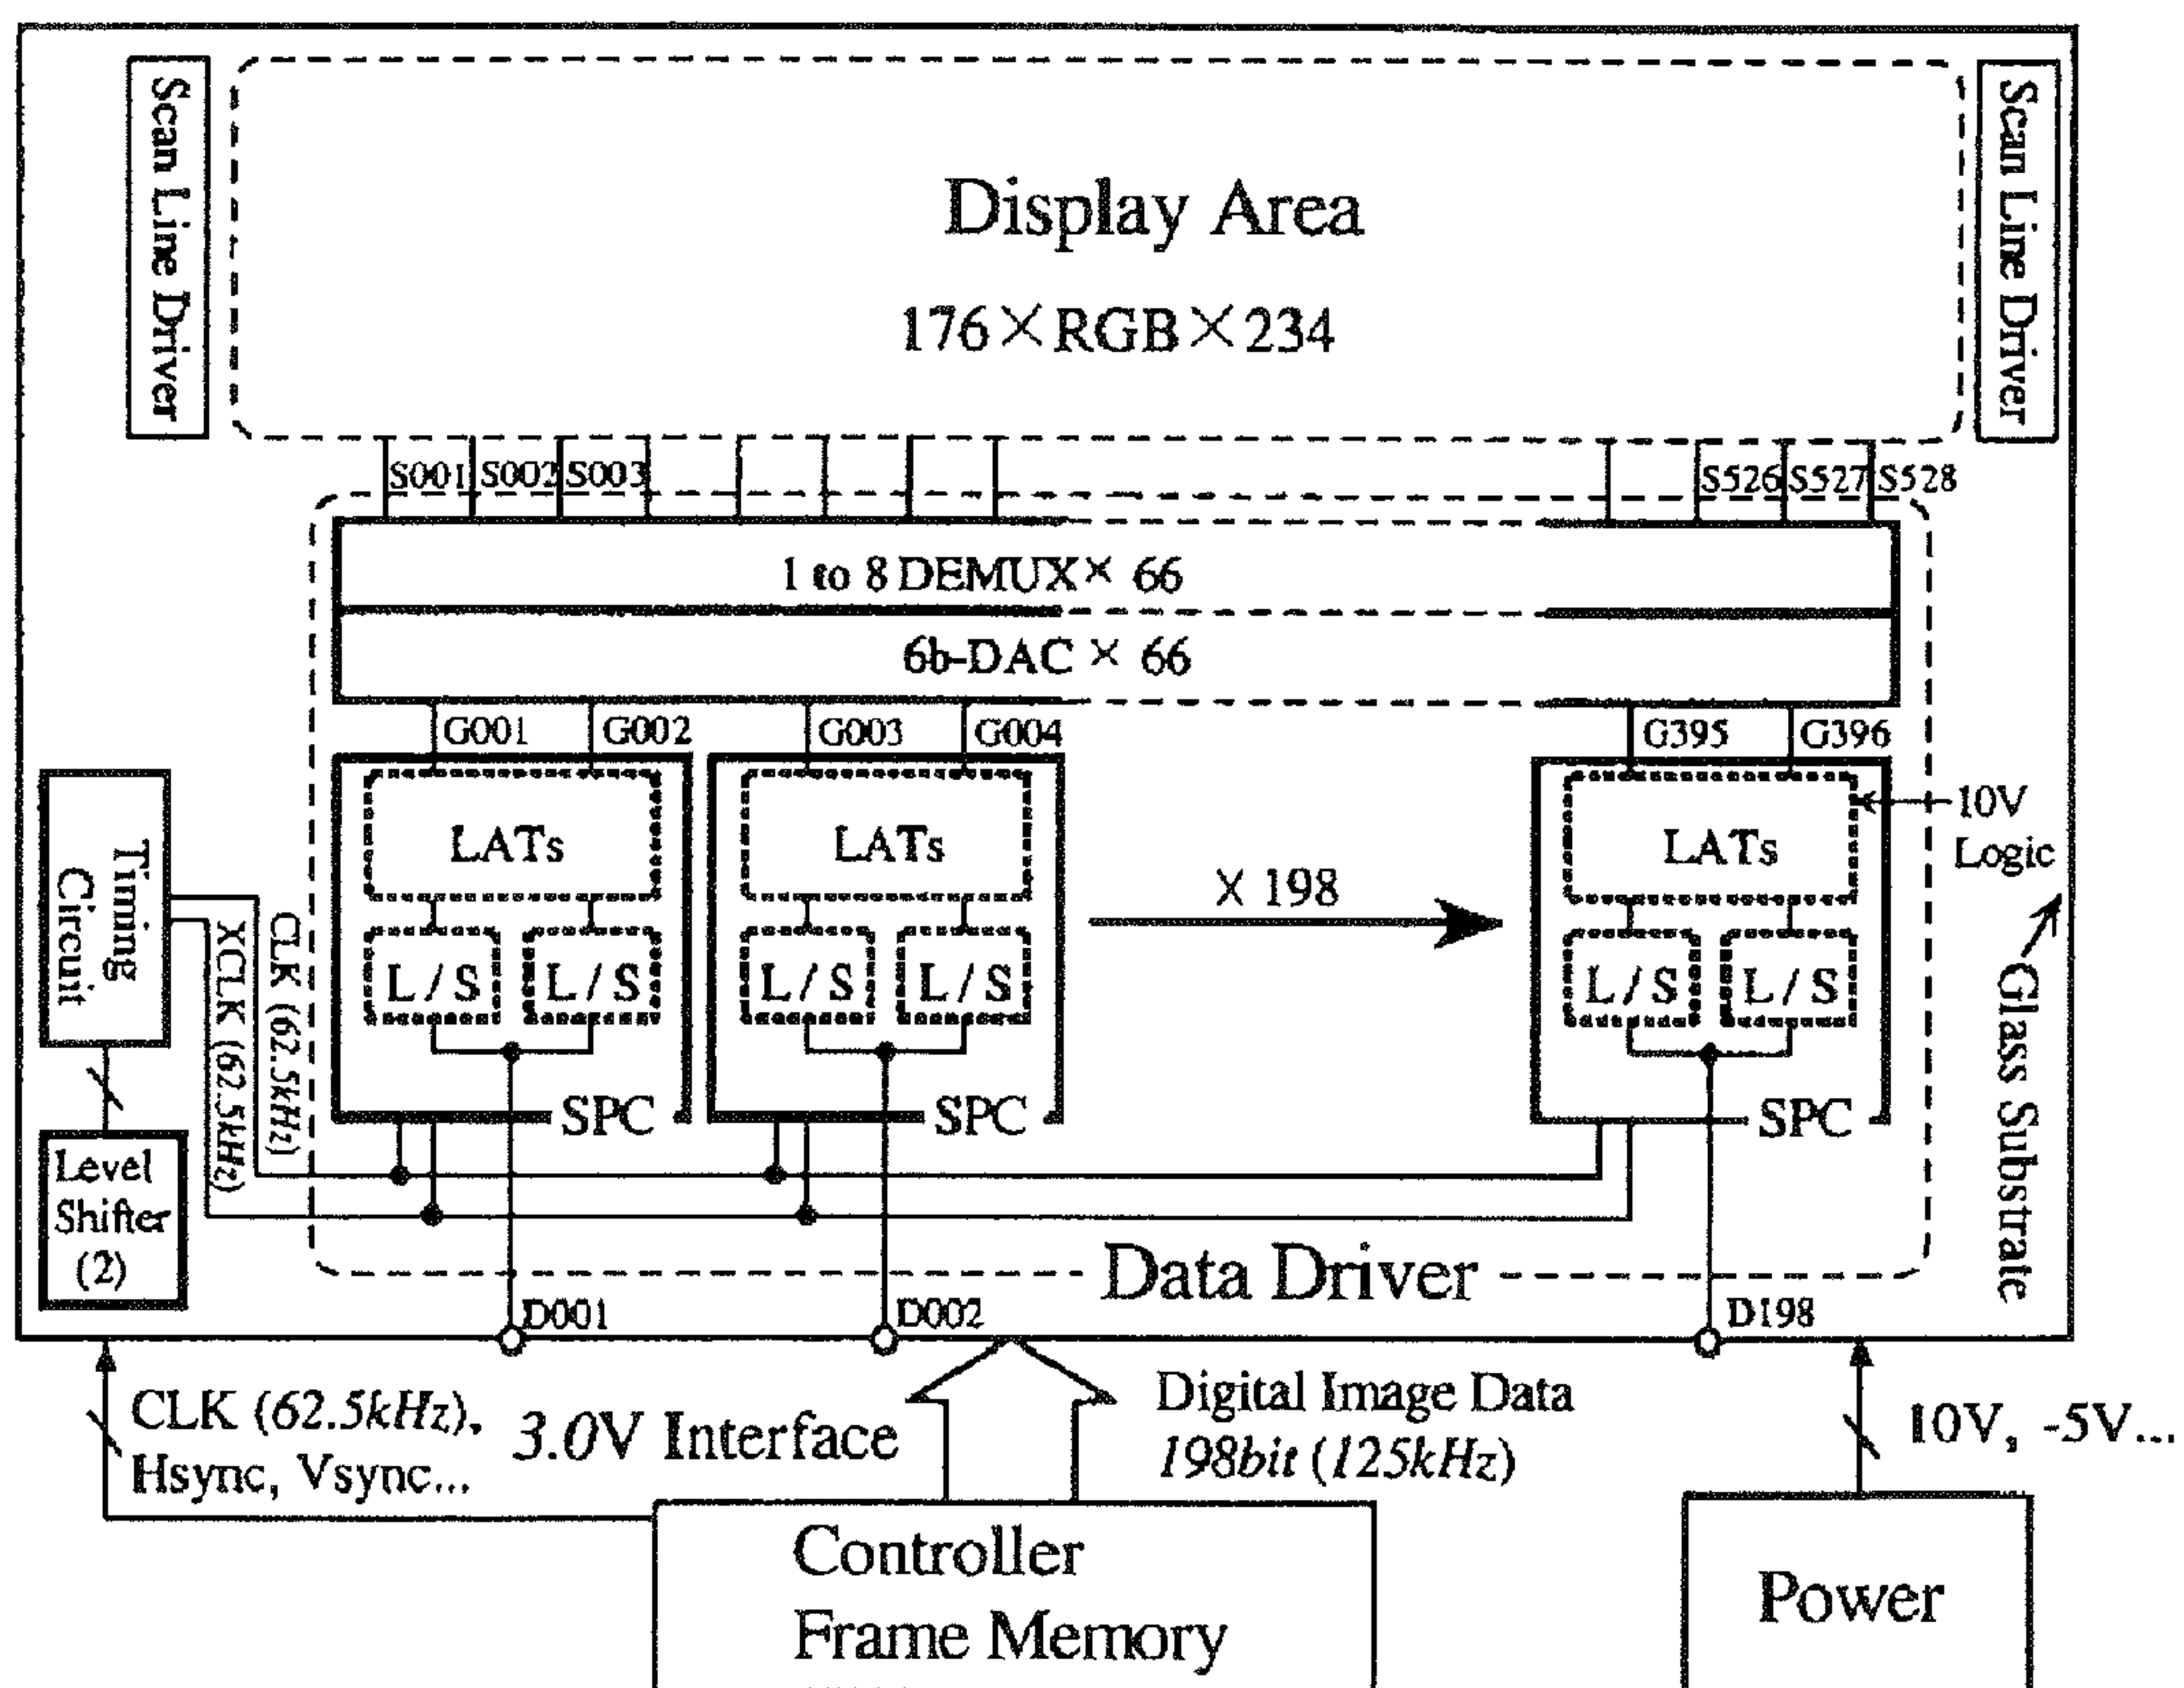 Scan Line Driver
Display Area
176×RGB×234
Scan Line Driver
S001 S002 S003
S526 S527 S528
1 to 8 DEMUX× 66
6b-DAC × 66
G001 G002 G003 G004
G395 G396
LATs LATs LATs
10V
Logic
Timing
Circuit
X 198
L/S L/S L/S L/S L/S L/S
CLK (62.5kHz)
XCLK (62.5kHz)
SPC SPC SPC
Glass Substrate
Level
Shifter
(2)
Data Driver
D001 D002 D198
CLK (62.5kHz),
Hsync, Vsync...
3.0V Interface
Digital Image Data
198bit (125kHz)
10V, -5V...
Controller
Frame Memory
Power